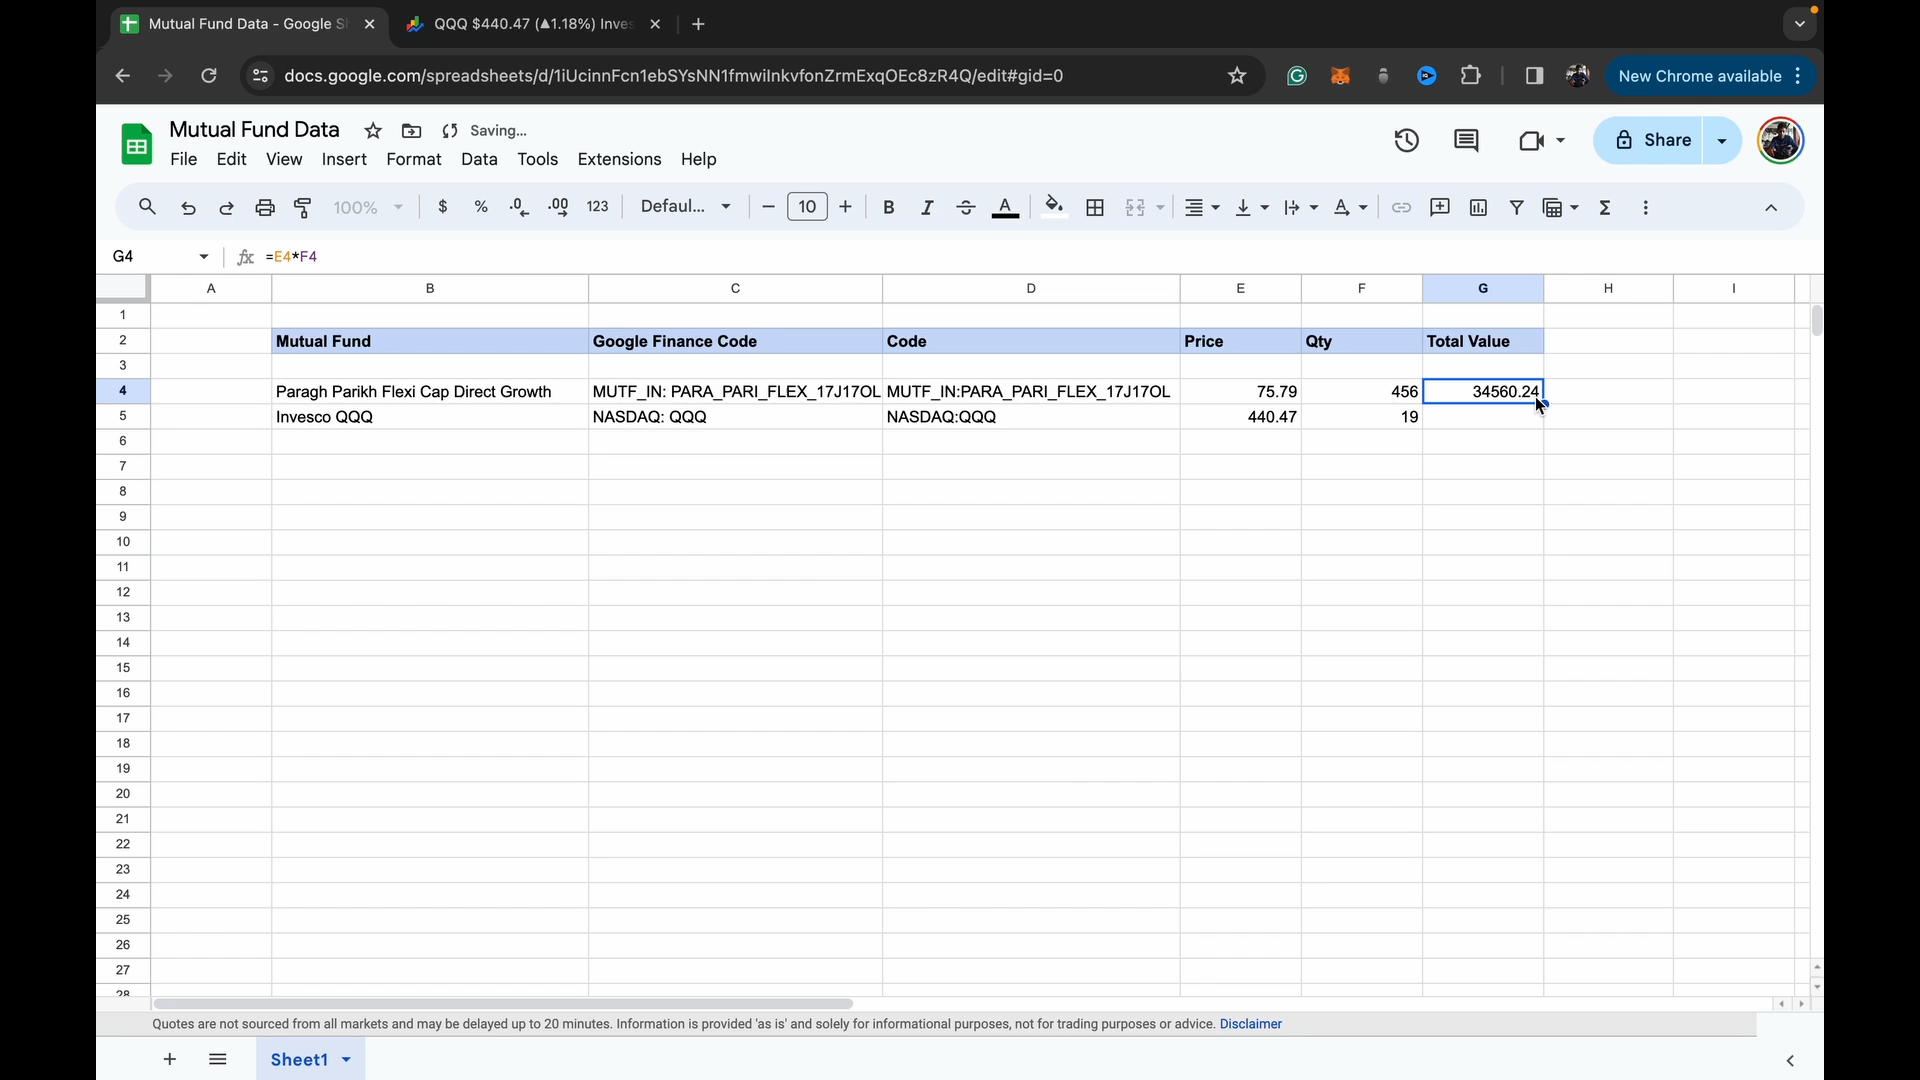 Mutual Fund Data - Google S
QQQ $440.47 (▲1.18%) Inves
docs.google.com/spreadsheets/d/1iUcinnFcn1ebSYsNN1fmwiInkvfonZrmExqOEc8zR4Q/edit#gid=0
New Chrome available
Mutual Fund Data Saving...
File Edit View Insert Format Data Tools Extensions Help
Share
100% $ % .0 .00 123 Defaul... 10 B I A
G4 fx =E4*F4
A B C D E F G H I
1
2 Mutual Fund Google Finance Code Code Price Qty Total Value
3
4 Paragh Parikh Flexi Cap Direct Growth MUTF_IN: PARA_PARI_FLEX_17J17OL MUTF_IN:PARA_PARI_FLEX_17J17OL 75.79 456 34560.24
5 Invesco QQQ NASDAQ: QQQ NASDAQ:QQQ 440.47 19
6
7
8
9
10
11
12
13
14
15
16
17
18
19
20
21
22
23
24
25
26
27
28
Quotes are not sourced from all markets and may be delayed up to 20 minutes. Information is provided 'as is' and solely for informational purposes, not for trading purposes or advice. Disclaimer
Sheet1